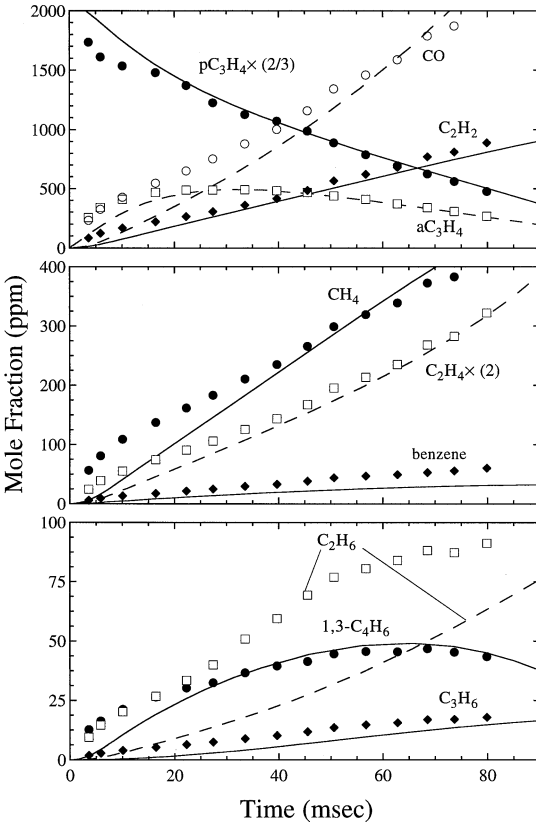 2000
pC₃H₄× (2/3)
CO
1500
1000
C₂H₂
500
aC₃H₄
0
Mole Fraction (ppm)
400
CH₄
300
200
C₂H₄× (2)
100
benzene
0
100
C₂H₆
75
1,3-C₄H₆
50
25
C₃H₆
0
0 20 40 60 80
Time (msec)